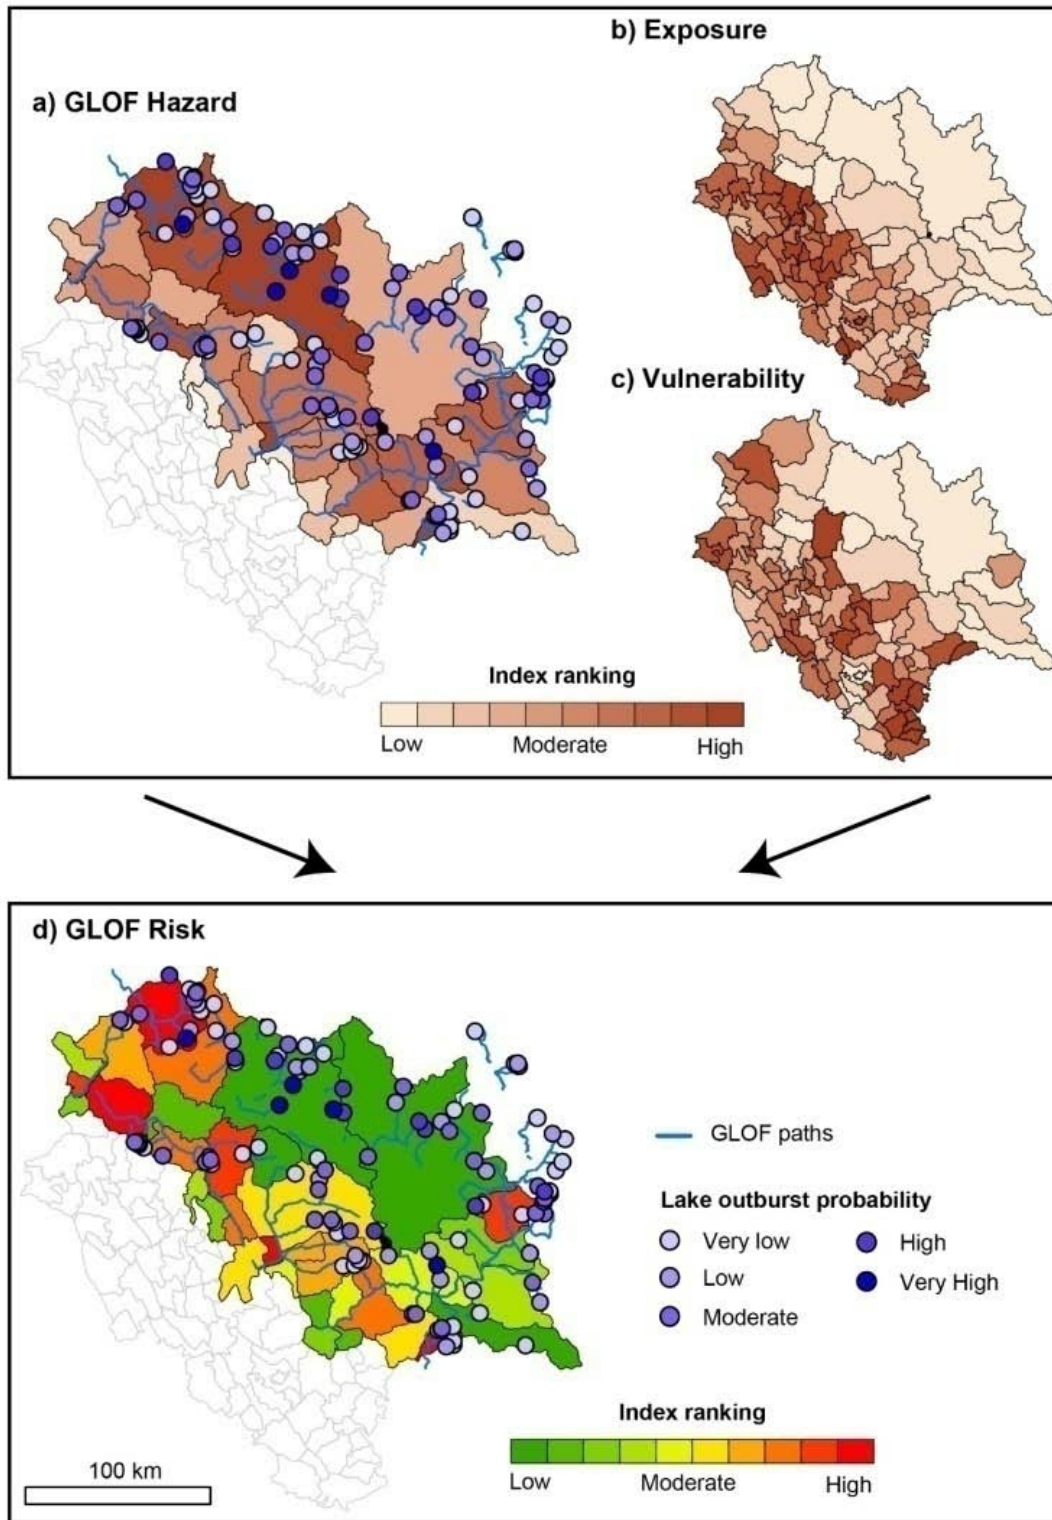 b) Exposure
a) GLOF Hazard
c) Vulnerability
Index ranking
Low Moderate High
d) GLOF Risk
GLOF paths
Lake outburst probability
Very low High
Low Very High
Moderate
Index ranking
100 km
Low Moderate High